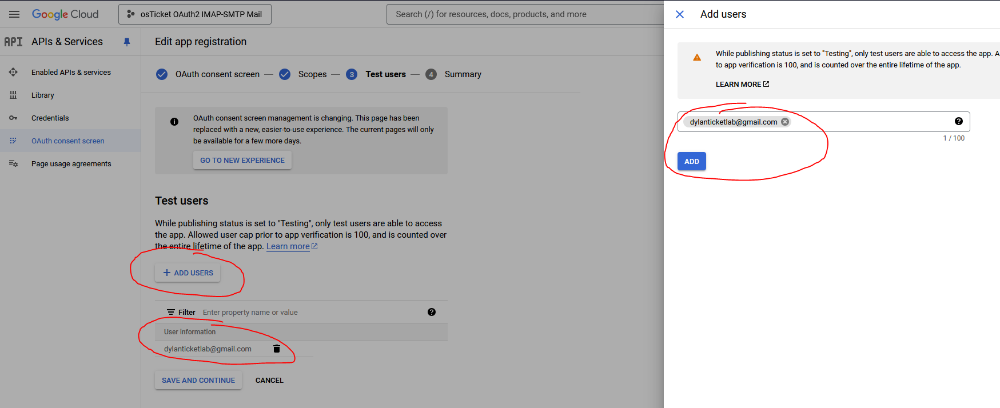 Google Cloud
osTicket OAuth2 IMAP-SMTP Mail
Search (/) for resources, docs, products, and more
API
APIs & Services
Enabled APIs & services
Library
Credentials
OAuth consent screen
Page usage agreements
Edit app registration
OAuth consent screen
Scopes
3 Test users
4 Summary
OAuth consent screen management is changing. This page has been
replaced with a new, easier-to-use experience. The current pages will only
be available for a few more days.
GO TO NEW EXPERIENCE
Test users
While publishing status is set to "Testing", only test users are able to access
the app. Allowed user cap prior to app verification is 100, and is counted over
the entire lifetime of the app. Learn more
+ ADD USERS
Filter Enter property name or value
User information
dylanticketlab@gmail.com
SAVE AND CONTINUE CANCEL
Add users
While publishing status is set to "Testing", only test users are able to access the app. A
to app verification is 100, and is counted over the entire lifetime of the app.
LEARN MORE
dylanticketlab@gmail.com
1 / 100
ADD